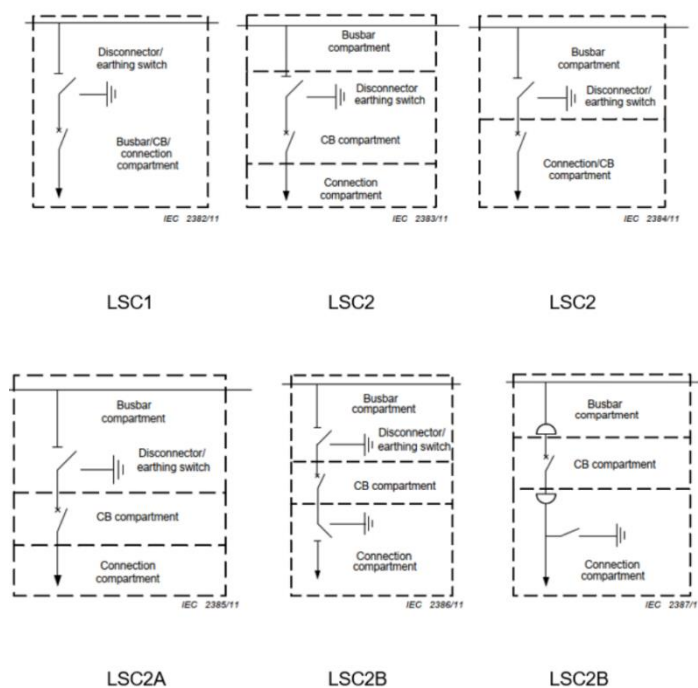 Disconnector/
earthing switch
Busbar/CB/
connection
compartment
IEC 2382/11
LSC1
Busbar
compartment
Disconnector
earthing switch
CB compartment
Connection
compartment
IEC 2383/11
LSC2
Busbar
compartment
Disconnector/
earthing switch
Connection/CB
compartment
IEC 2384/11
LSC2
Busbar
compartment
Disconnector/
earthing switch
CB compartment
Connection
compartment
IEC 2385/11
LSC2A
Busbar
compartment
Disconnector/
earthing switch
CB compartment
Connection
compartment
IEC 2386/11
LSC2B
Busbar
compartment
CB compartment
Connection
compartment
IEC 2387/1
LSC2B